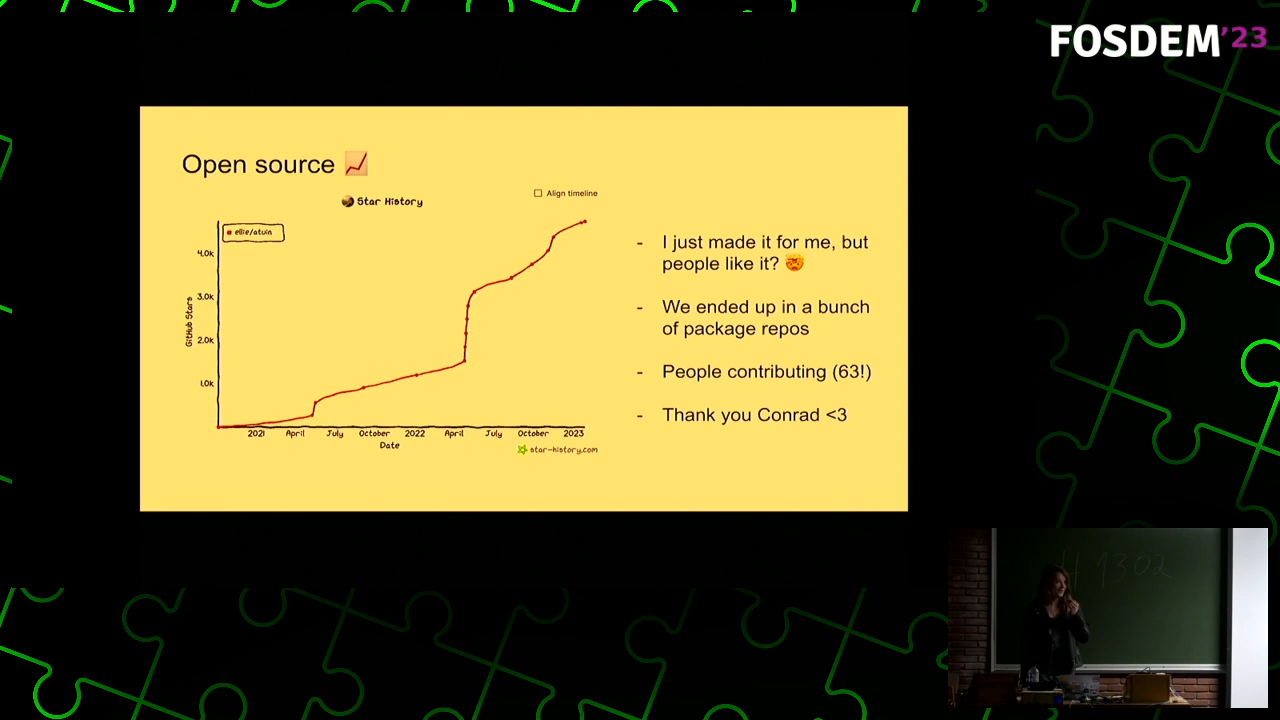 FOSDEM'23
Open source 📈
Star History
Align timeline
ellie/atuin
4.0K
3.0K
2.0K
1.0K
GitHub Stars
2021 April July October 2022 April July October 2023
Date
star-history.com
- I just made it for me, but
people like it? 🤯
- We ended up in a bunch
of package repos
- People contributing (63!)
- Thank you Conrad <3
H 1302